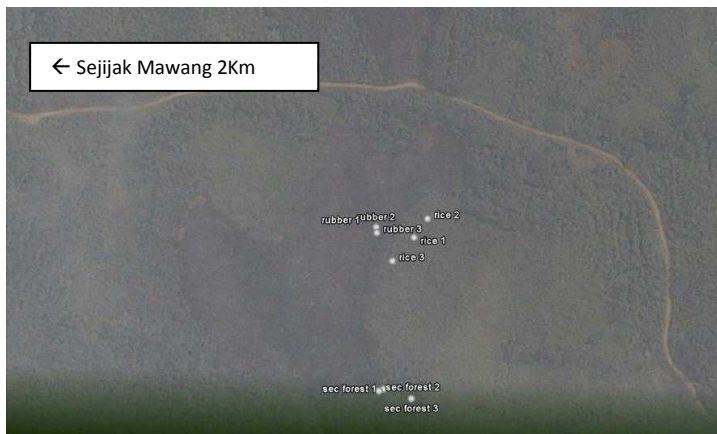 ← Sejijak Mawang 2Km
rice 2
rubber 1 rubber 2
rubber 3
rice 1
rice 3
sec forest 1 sec forest 2
sec forest 3